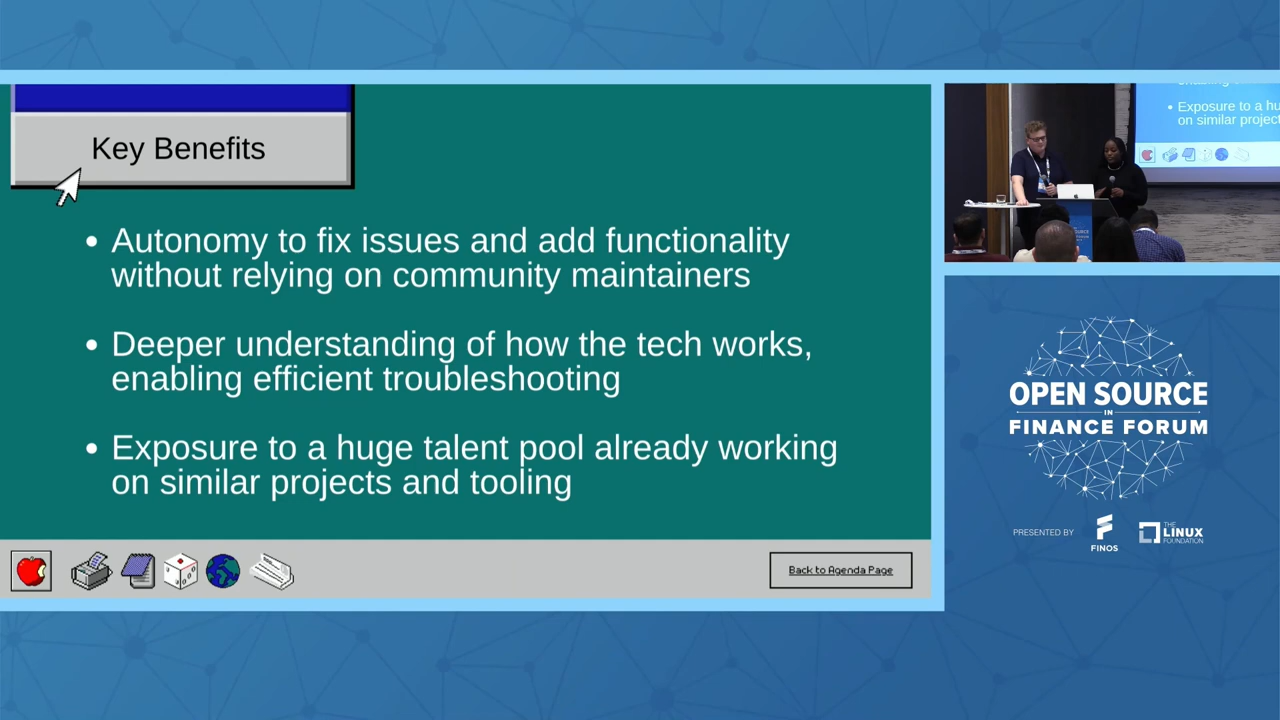 Key Benefits
• Autonomy to fix issues and add functionality
without relying on community maintainers
• Deeper understanding of how the tech works,
enabling efficient troubleshooting
• Exposure to a huge talent pool already working
on similar projects and tooling
Back to Agenda Page
• Exposure to a hu
on similar project
OPEN SOURCE
IN
FINANCE FORUM
PRESENTED BY
FINOS
THE
LINUX
FOUNDATION